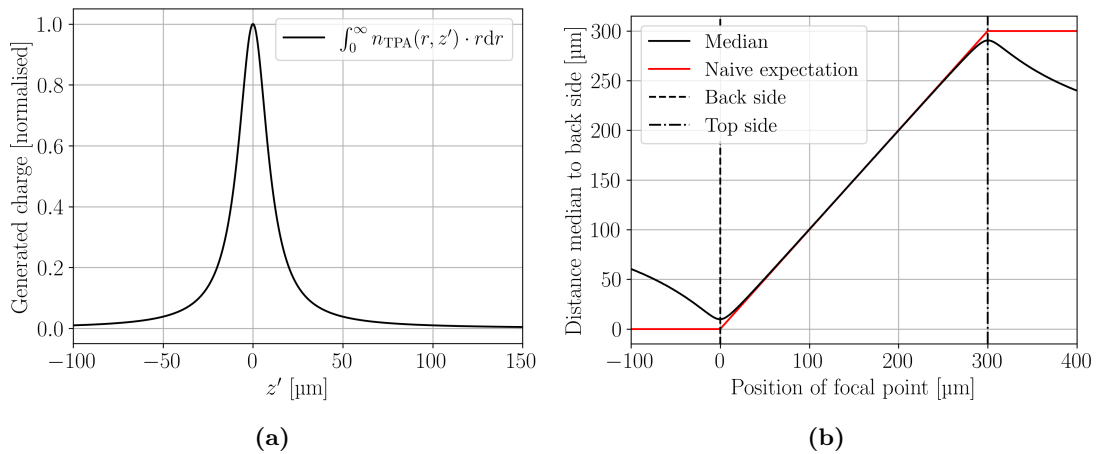 Generated charge [normalised]
1.0
0.8
0.6
0.4
0.2
0.0
∫₀^∞ n_TPA(r, z′) · rdr
−100 −50 0 50 100 150
z′ [µm]
(a)
Distance median to back side [µm]
300
250
200
150
100
50
0
Median
Naive expectation
Back side
Top side
−100 0 100 200 300 400
Position of focal point [µm]
(b)